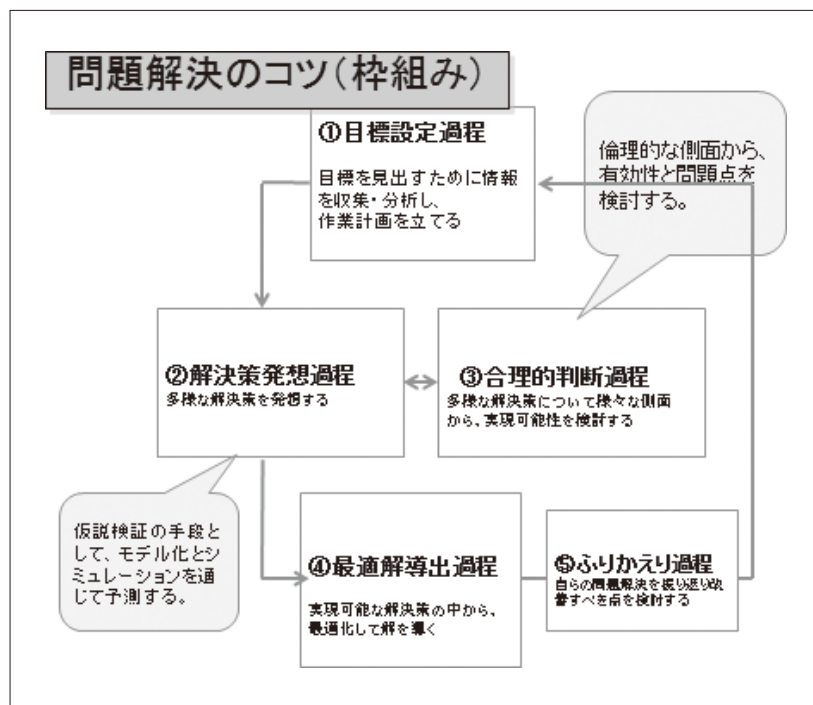 問題解決のコツ(枠組み)
①目標設定過程
目標を見出すために情報
を収集・分析し、
作業計画を立てる
倫理的な側面から、
有効性と問題点を
検討する。
②解決策発想過程
多様な解決策を発想する
③合理的判断過程
多様な解決策について様々な側面
から、実現可能性を検討する
仮説検証の手段と
して、モデル化とシ
ミュレーションを通
じて予測する。
④最適解導出過程
実現可能な解決策の中から、
最適化して解を導く
⑤ふりかえり過程
自らの問題解決を振り返り改
善すべき点を検討する